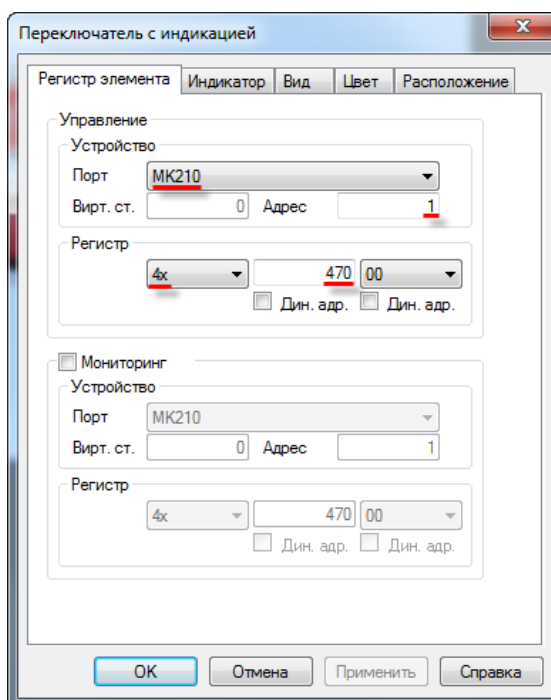 Переключатель с индикацией
Регистр элемента Индикатор Вид Цвет Расположение
Управление
Устройство
Порт МК210
Вирт. ст. 0 Адрес 1
Регистр
4x 470 00
Дин. адр. Дин. адр.
Мониторинг
Устройство
Порт МК210
Вирт. ст. 0 Адрес 1
Регистр
4x 470 00
Дин. адр. Дин. адр.
OK Отмена Применить Справка